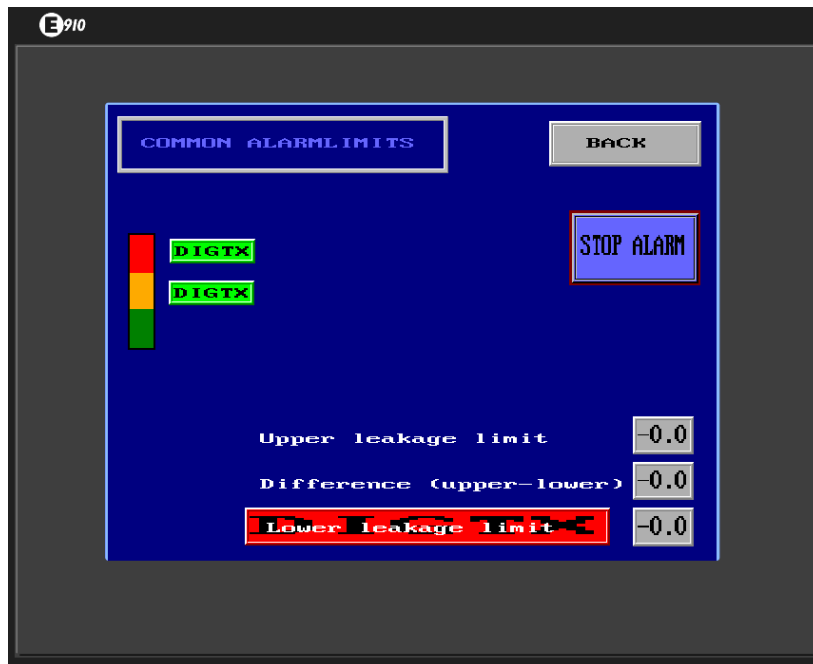 E910
COMMON ALARMLIMITS
BACK
STOP ALARM
DIGTX
DIGTX
Upper leakage limit -0.0
Difference (upper-lower) -0.0
Lower leakage limit -0.0